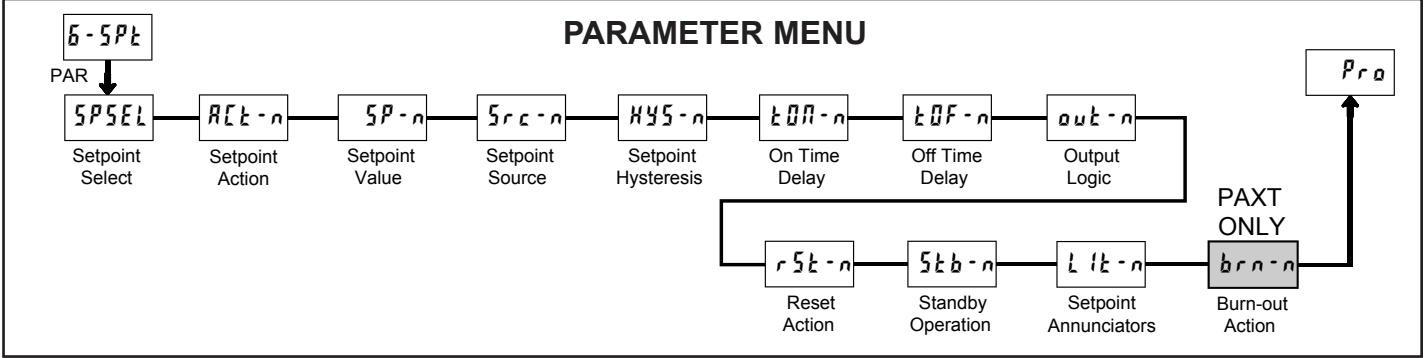 6-SPt
PARAMETER MENU
PAR
Pro
SPSEL
ACt-n
SP-n
Src-n
HYS-n
tON-n
tOF-n
out-n
Setpoint
Select
Setpoint
Action
Setpoint
Value
Setpoint
Source
Setpoint
Hysteresis
On Time
Delay
Off Time
Delay
Output
Logic
PAXT
ONLY
rSt-n
Stb-n
LIt-n
brn-n
Reset
Action
Standby
Operation
Setpoint
Annunciators
Burn-out
Action